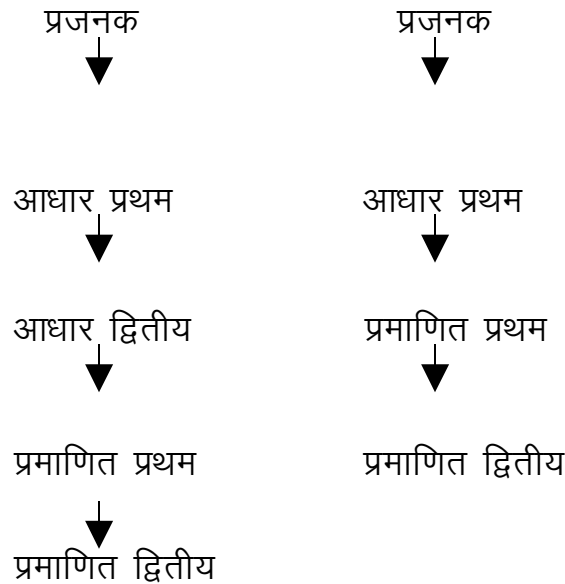 प्रजनक प्रजनक
आधार प्रथम आधार प्रथम
आधार द्वितीय प्रमाणित प्रथम
प्रमाणित प्रथम प्रमाणित द्वितीय
प्रमाणित द्वितीय